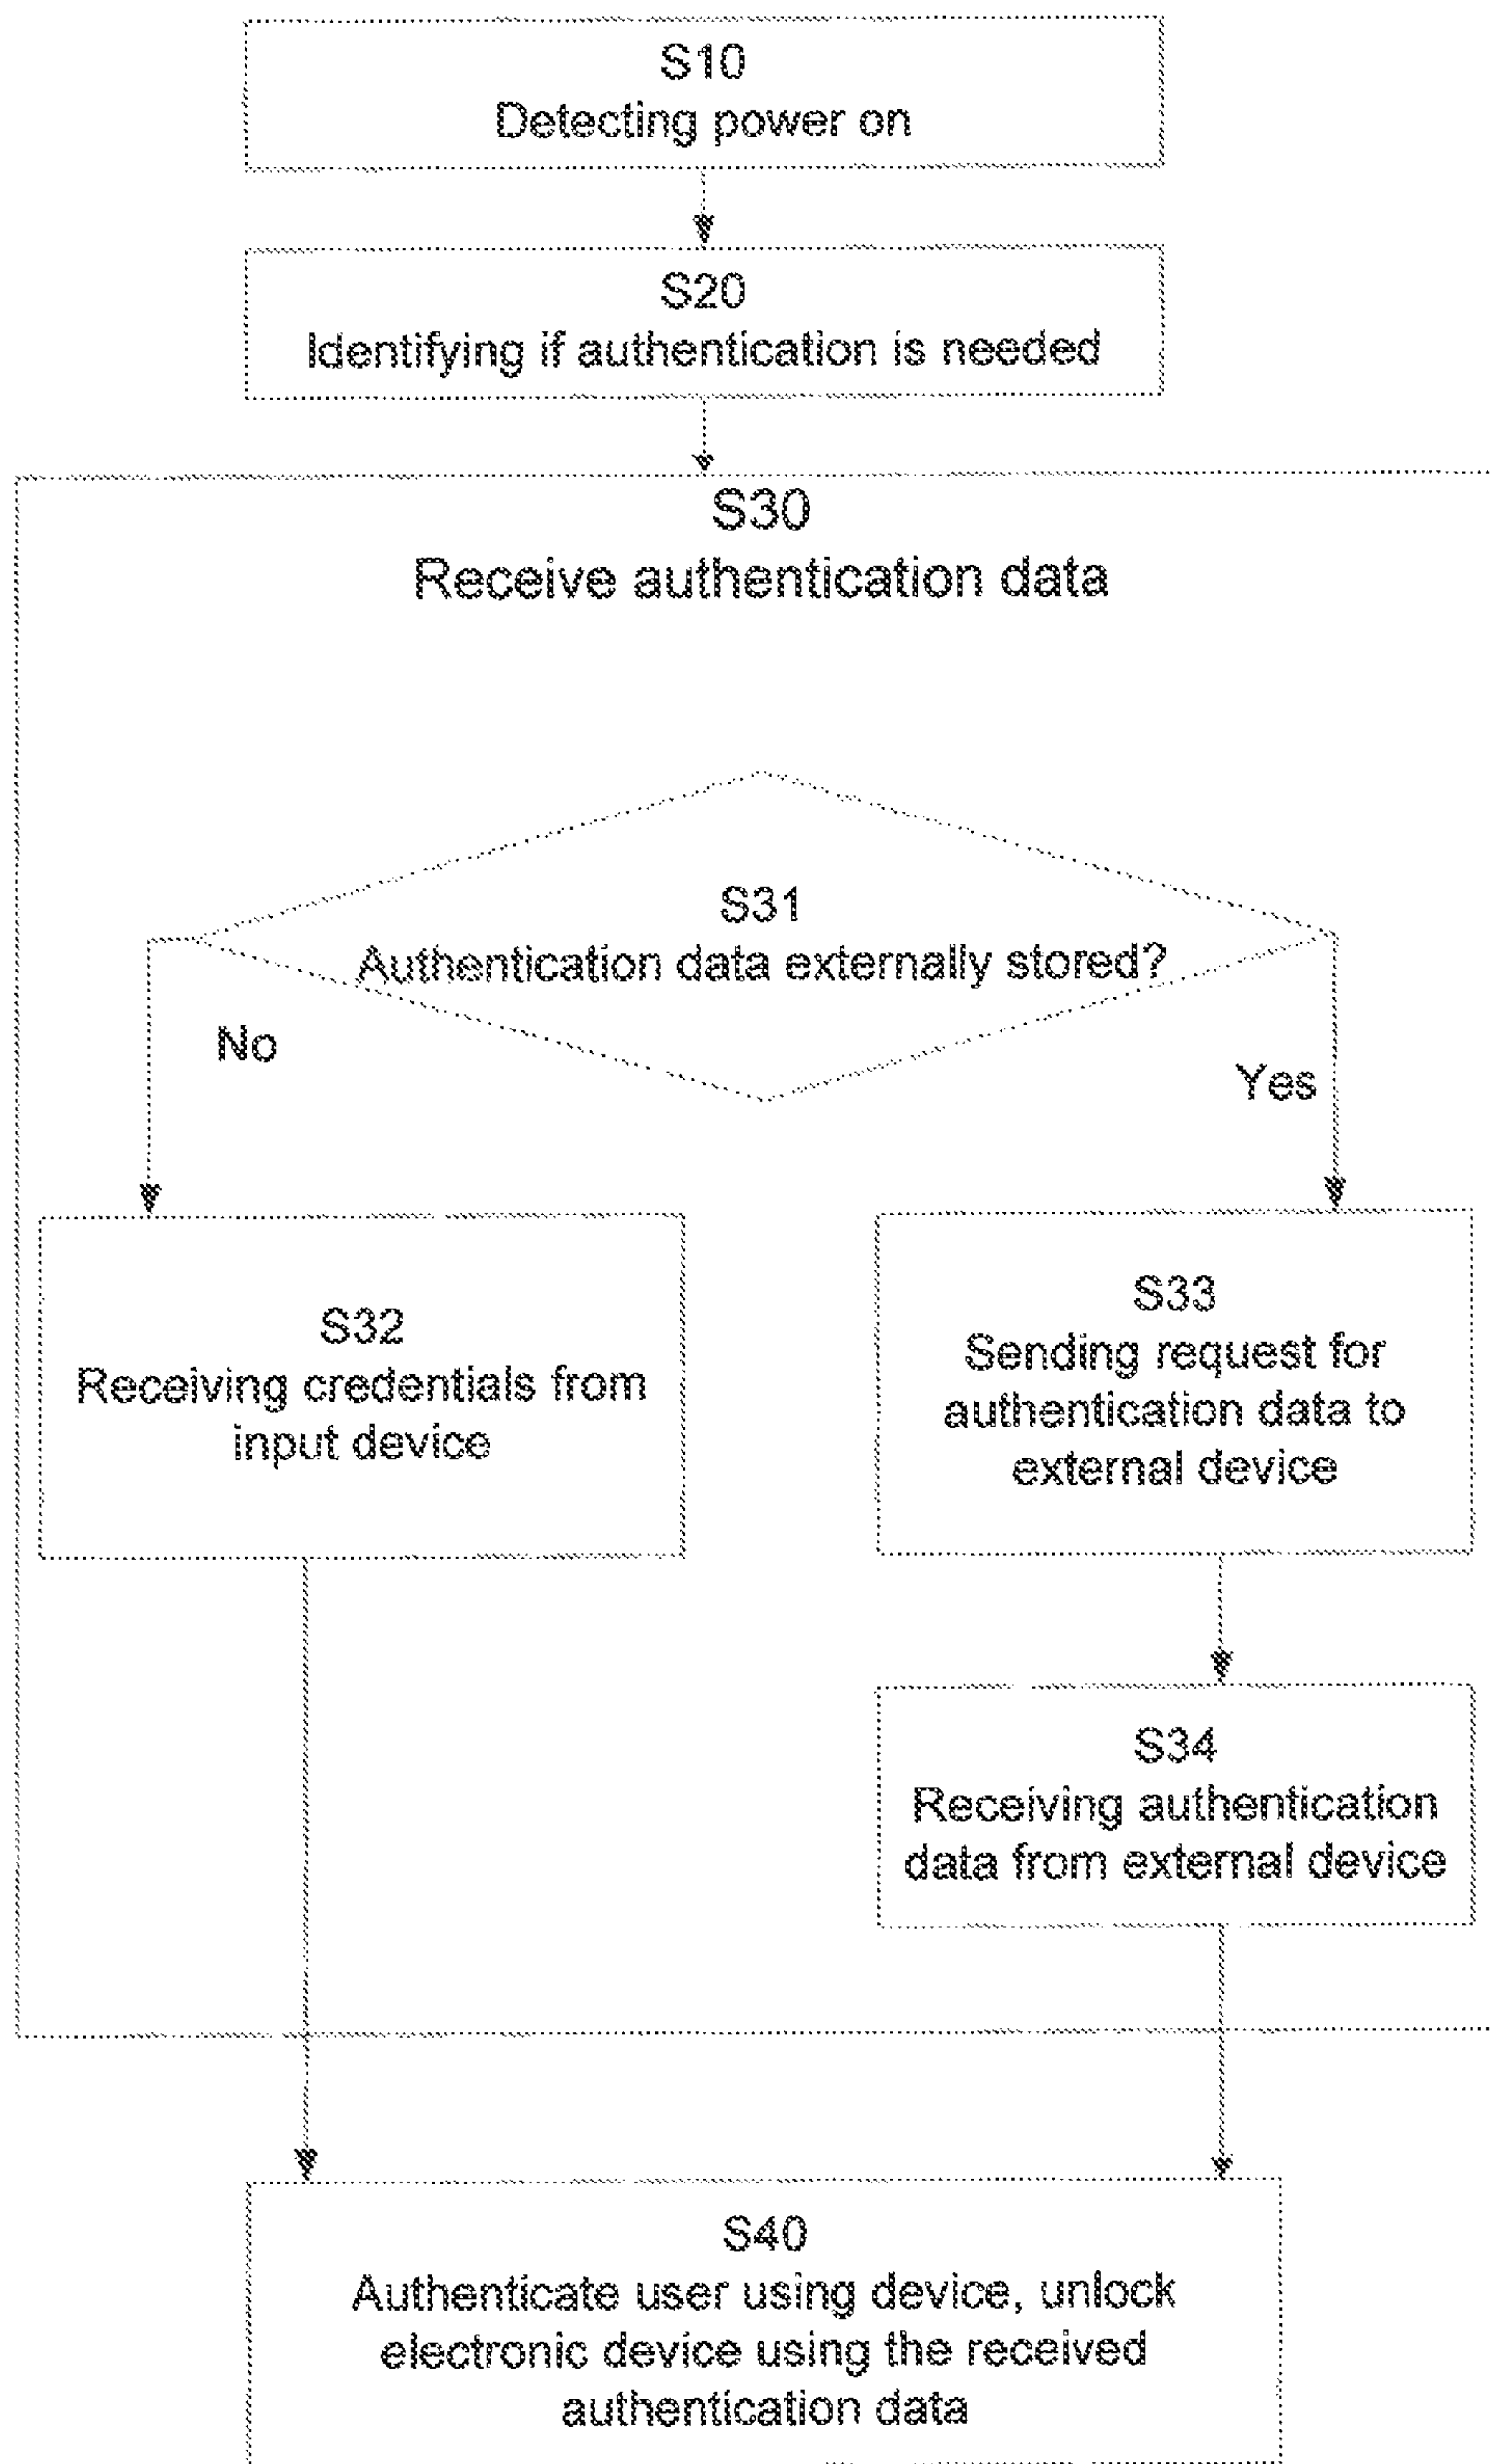 S10
Detecting power on
S20
Identifying if authentication is needed
S30
Receive authentication data
S31
Authentication data externally stored?
No
Yes
S32
Receiving credentials from
input device
S33
Sending request for
authentication data to
external device
S34
Receiving authentication
data from external device
S40
Authenticate user using device, unlock
electronic device using the received
authentication data